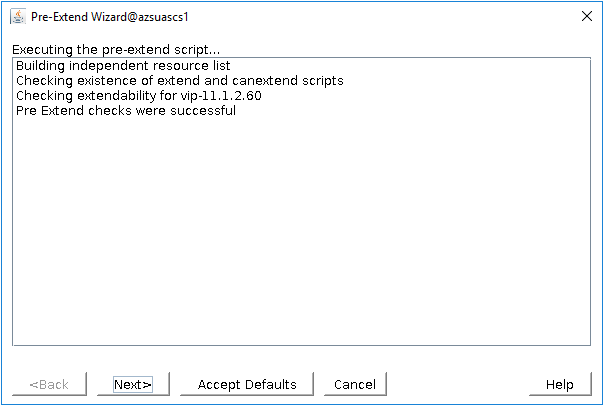 Pre-Extend Wizard@azsuascs1
Executing the pre-extend script...
Building independent resource list
Checking existence of extend and canextend scripts
Checking extendability for vip-11.1.2.60
Pre Extend checks were successful
<Back Next> Accept Defaults Cancel Help